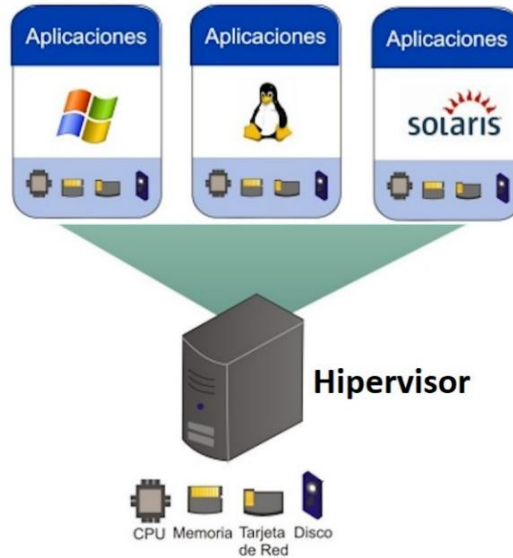 Aplicaciones
Aplicaciones
Aplicaciones
solaris
Hipervisor
CPU Memoria Tarjeta de Red Disco